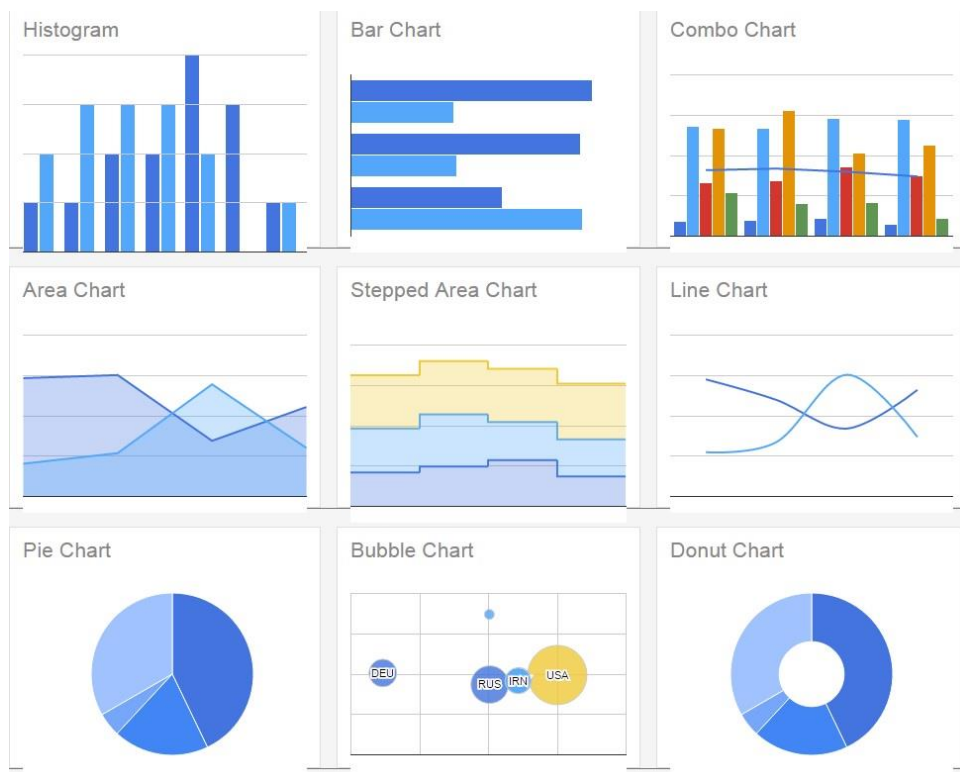 Histogram
Bar Chart
Combo Chart
Area Chart
Stepped Area Chart
Line Chart
Pie Chart
Bubble Chart
Donut Chart
DEU
RUS
IRN
USA